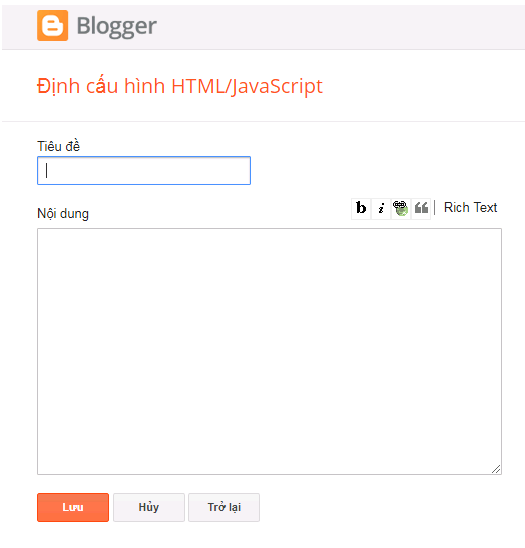 Blogger
Định cấu hình HTML/JavaScript
Tiêu đề
Nội dung
b i Rich Text
Lưu Hủy Trở lại